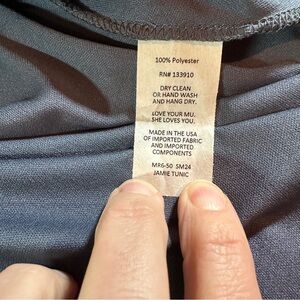 100% Polyester
RN# 133910
DRY CLEAN
OR HAND WASH
AND HANG DRY.
LOVE YOUR MU.
SHE LOVES YOU.
MADE IN THE USA
OF IMPORTED FABRIC
AND IMPORTED
COMPONENTS
MR6-50 SM24
JAMIE TUNIC